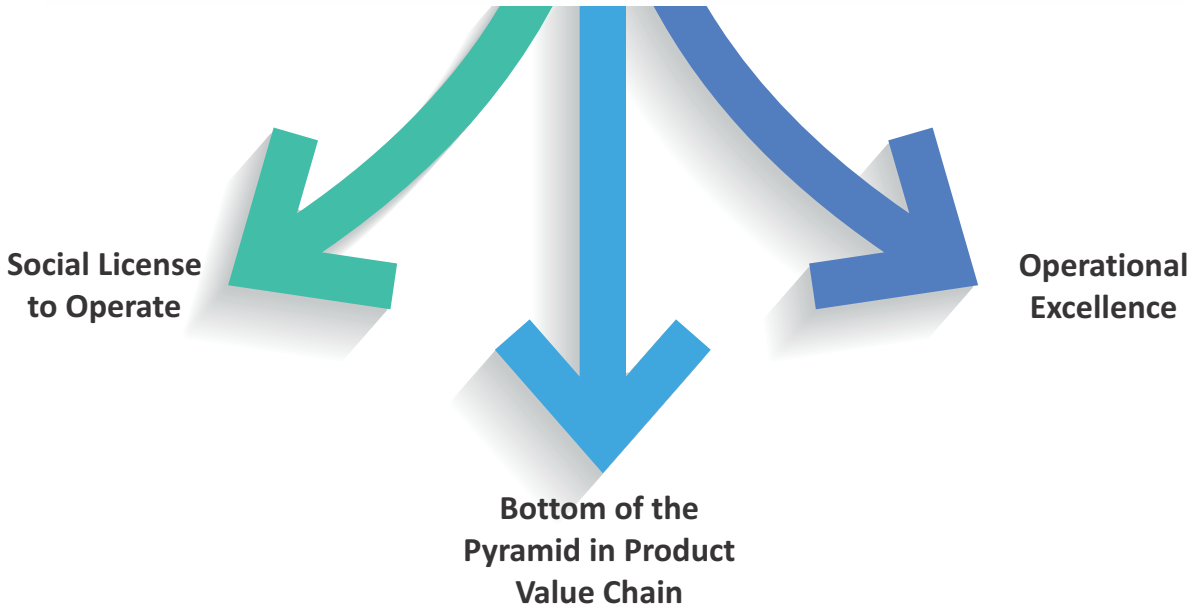 Social License
to Operate
Operational
Excellence
Bottom of the
Pyramid in Product
Value Chain